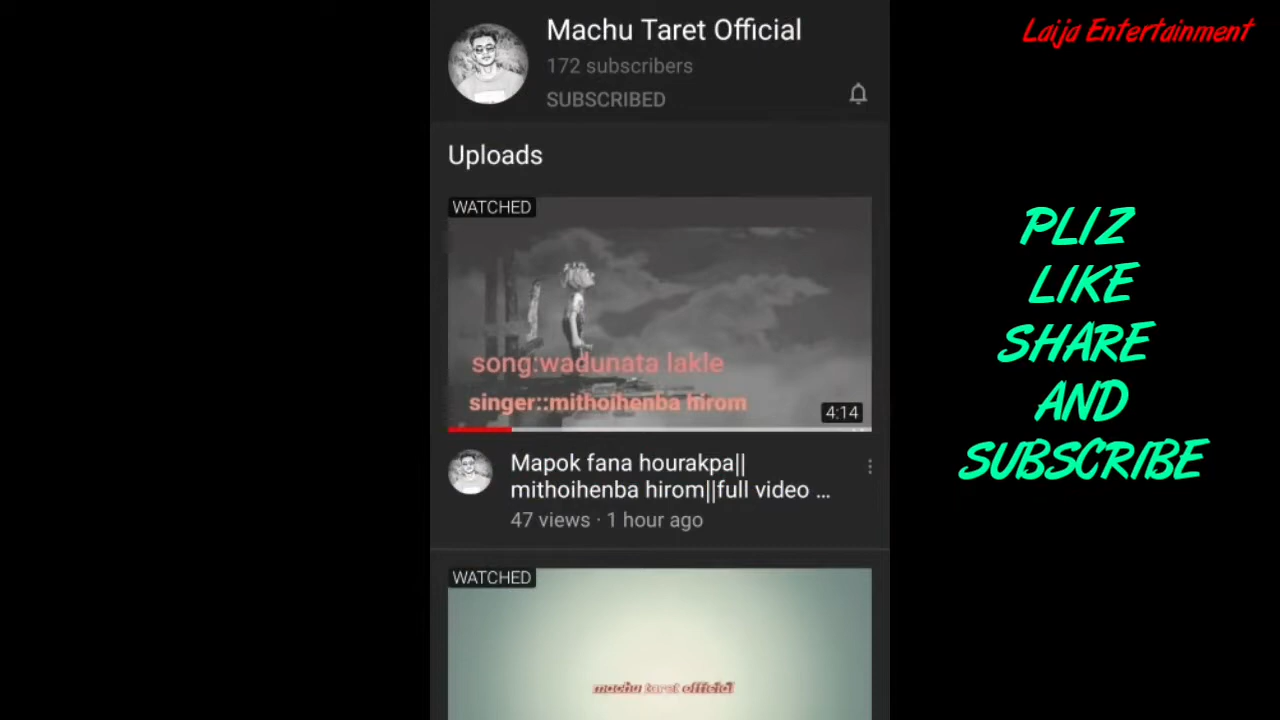 Laija Entertainment
Machu Taret Official
172 subscribers
SUBSCRIBED
Uploads
WATCHED
song:wadunata lakle
singer::mithoihenba hirom
4:14
Mapok fana hourakpa||
mithoihenba hirom||full video ...
47 views · 1 hour ago
WATCHED
machu taret official
PLIZ
LIKE
SHARE
AND
SUBSCRIBE